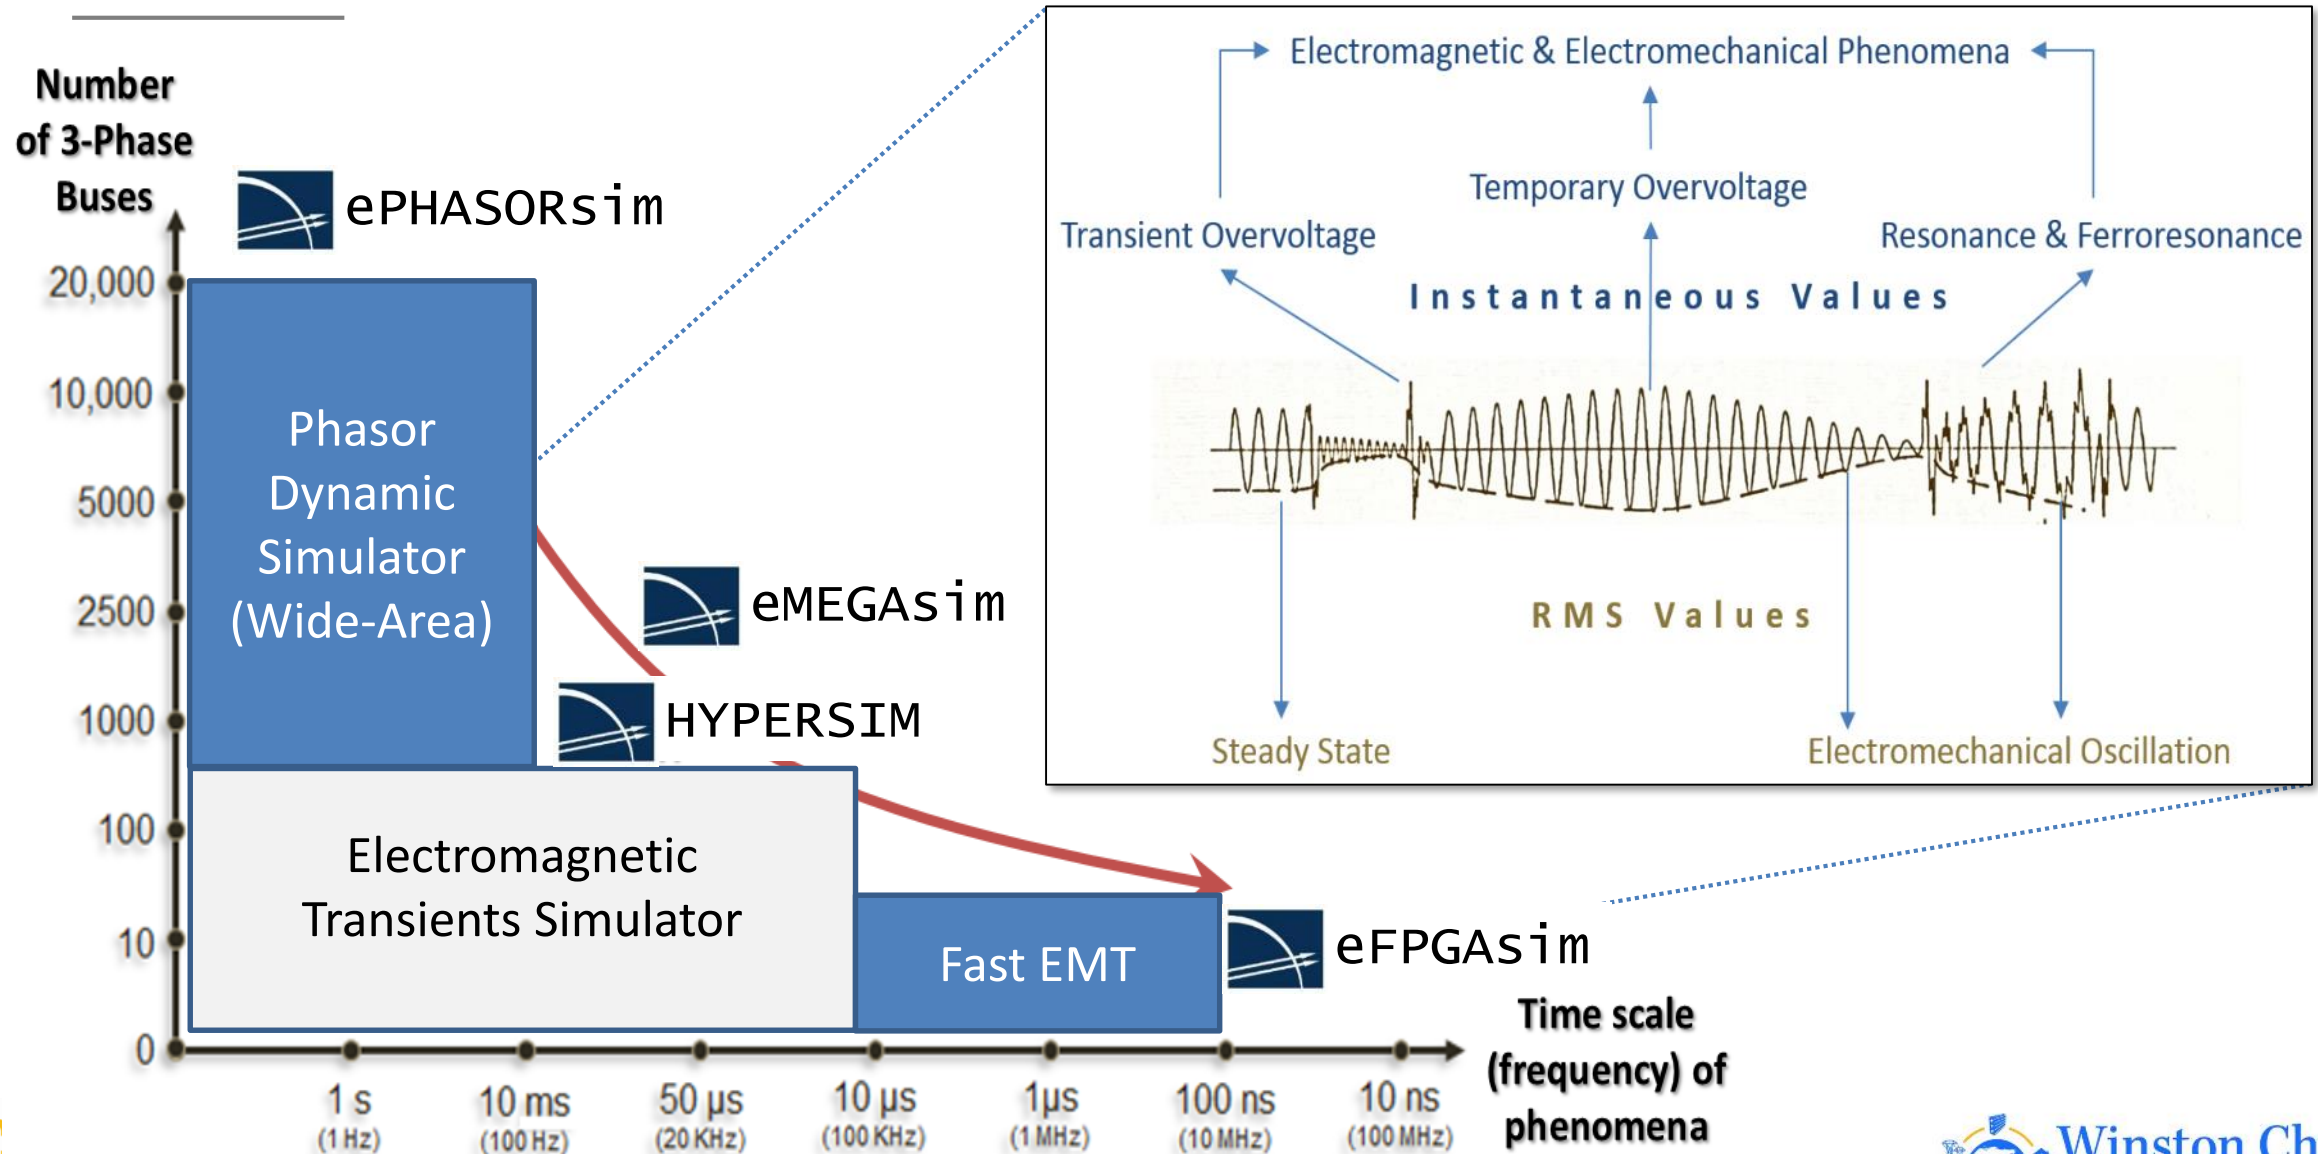 Number
of 3-Phase
Buses
ePHASORsim
20,000
10,000
5000
2500
1000
100
10
0
Phasor
Dynamic
Simulator
(Wide-Area)
eMEGAsim
HYPERSIM
Electromagnetic
Transients Simulator
Fast EMT
eFPGAsim
1 s
(1 Hz)
10 ms
(100 Hz)
50 µs
(20 KHz)
10 µs
(100 KHz)
1µs
(1 MHz)
100 ns
(10 MHz)
10 ns
(100 MHz)
Time scale
(frequency) of
phenomena
Electromagnetic & Electromechanical Phenomena
Temporary Overvoltage
Transient Overvoltage
Resonance & Ferroresonance
Instantaneous Values
RMS Values
Steady State
Electromechanical Oscillation
Winston Ch